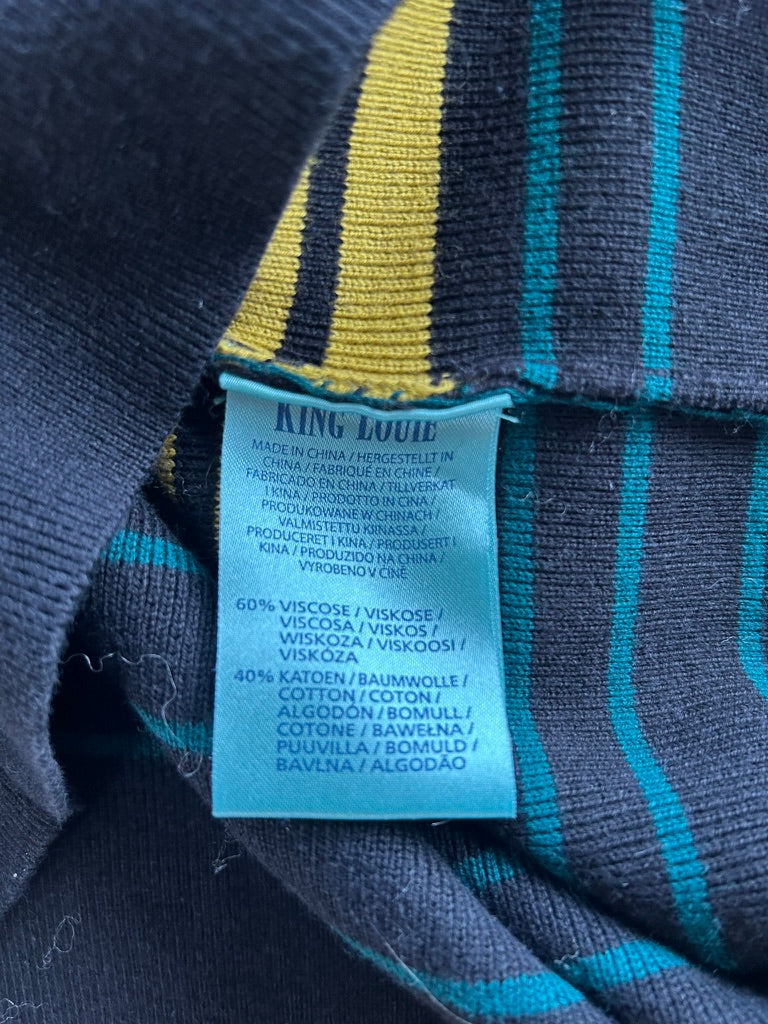 KING LOUIE
MADE IN CHINA / HERGESTELLT IN
CHINA / FABRIQUÉ EN CHINE /
FABRICADO EN CHINA / TILLVERKAT
I KINA / PRODOTTO IN CINA /
PRODUKOWANE W CHINACH /
VALMISTETTU KIINASSA /
PRODUCERET I KINA / PRODUSERT I
KINA / PRODUZIDO NA CHINA /
VYROBENO V ČÍNĚ
60% VISCOSE / VISKOSE /
VISCOSA / VISKOS /
WISKOZA / VISKOOSI /
VISKÓZA
40% KATOEN / BAUMWOLLE /
COTTON / COTON /
ALGODÓN / BOMULL /
COTONE / BAWEŁNA /
PUUVILLA / BOMULD /
BAVLNA / ALGODÃO